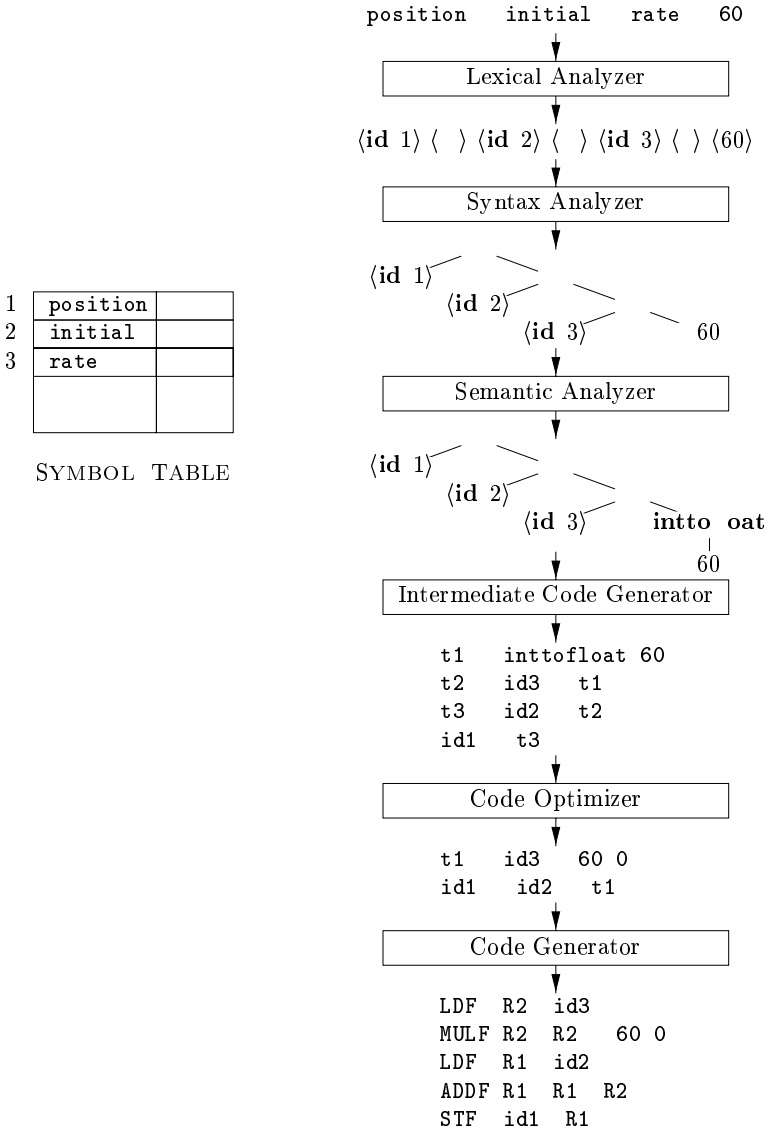 position initial rate 60
Lexical Analyzer
⟨id 1⟩ ⟨ ⟩ ⟨id 2⟩ ⟨ ⟩ ⟨id 3⟩ ⟨ ⟩ ⟨60⟩
Syntax Analyzer
⟨id 1⟩
⟨id 2⟩
⟨id 3⟩ 60
1 position
2 initial
3 rate
SYMBOL TABLE
Semantic Analyzer
⟨id 1⟩
⟨id 2⟩
⟨id 3⟩ intto oat
60
Intermediate Code Generator
t1 inttofloat 60
t2 id3 t1
t3 id2 t2
id1 t3
Code Optimizer
t1 id3 60 0
id1 id2 t1
Code Generator
LDF R2 id3
MULF R2 R2 60 0
LDF R1 id2
ADDF R1 R1 R2
STF id1 R1